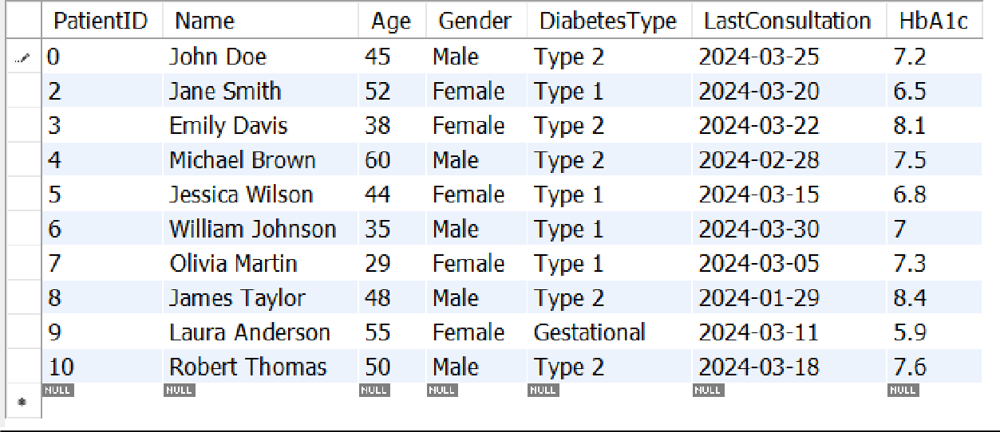 PatientID Name Age Gender DiabetesType LastConsultation HbA1c
0 John Doe 45 Male Type 2 2024-03-25 7.2
2 Jane Smith 52 Female Type 1 2024-03-20 6.5
3 Emily Davis 38 Female Type 2 2024-03-22 8.1
4 Michael Brown 60 Male Type 2 2024-02-28 7.5
5 Jessica Wilson 44 Female Type 1 2024-03-15 6.8
6 William Johnson 35 Male Type 1 2024-03-30 7
7 Olivia Martin 29 Female Type 1 2024-03-05 7.3
8 James Taylor 48 Male Type 2 2024-01-29 8.4
9 Laura Anderson 55 Female Gestational 2024-03-11 5.9
10 Robert Thomas 50 Male Type 2 2024-03-18 7.6
NULL NULL NULL NULL NULL NULL NULL